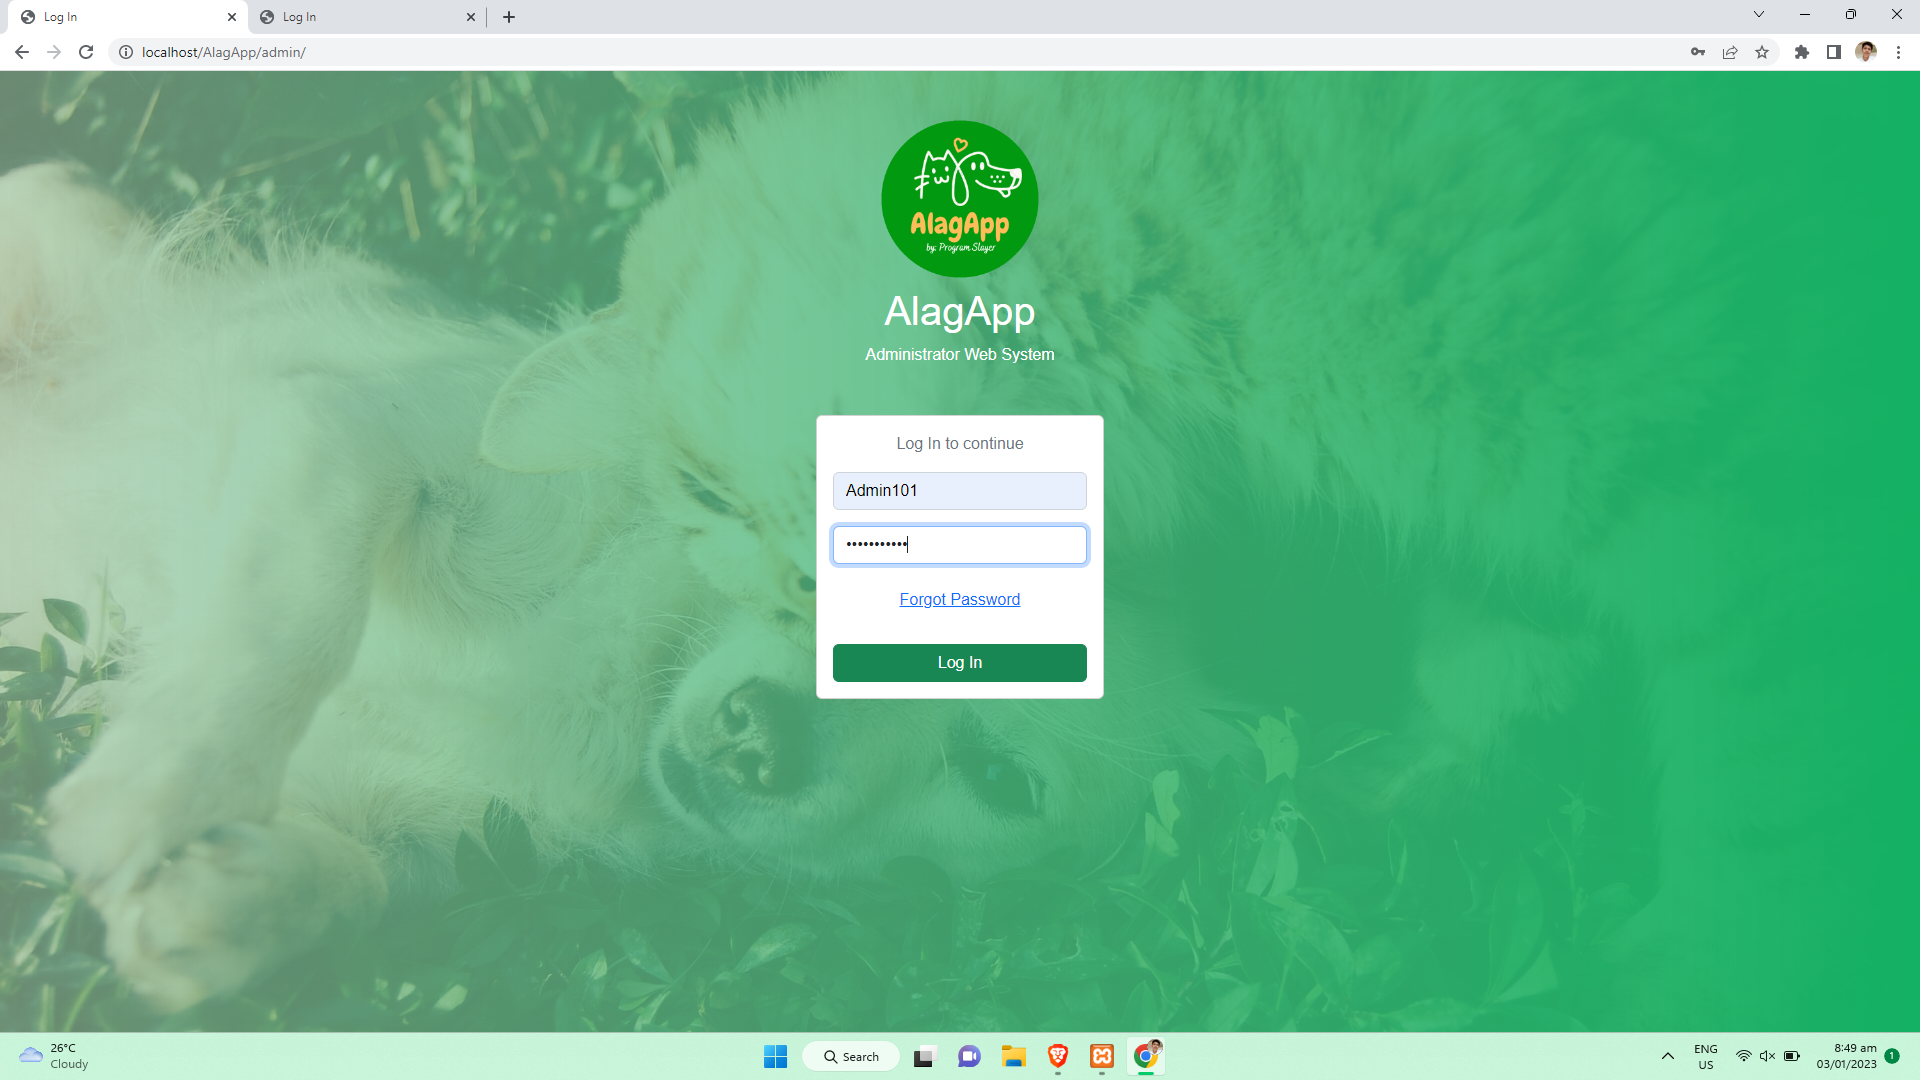 Log In
Log In
localhost/AlagApp/admin/
AlagApp
by: Program Slayer
AlagApp
Administrator Web System
Log In to continue
Admin101
•••••••••••
Forgot Password
Log In
26°C
Cloudy
Search
ENG
US
8:49 am
03/01/2023
1